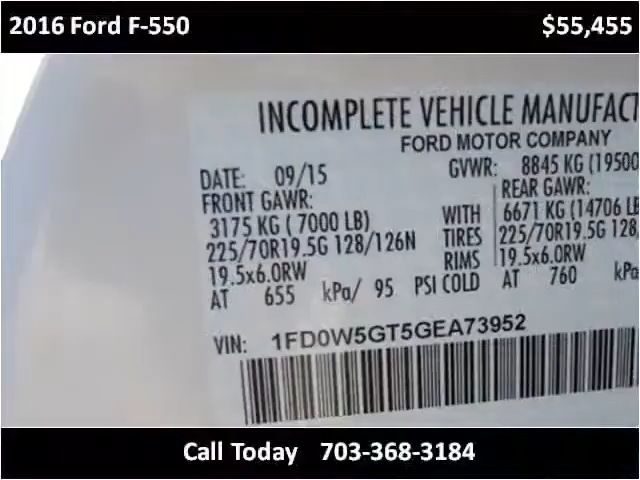 2016 Ford F-550 $55,455
INCOMPLETE VEHICLE MANUFACT
FORD MOTOR COMPANY
DATE: 09/15 GVWR: 8845 KG (19500
FRONT GAWR: REAR GAWR:
3175 KG ( 7000 LB) WITH 6671 KG (14706 LB
225/70R19.5G 128/126N TIRES 225/70R19.5G 128/
19.5x6.0RW RIMS 19.5x6.0RW
AT 655 kPa/ 95 PSI COLD AT 760
VIN: 1FD0W5GT5GEA73952
Call Today 703-368-3184